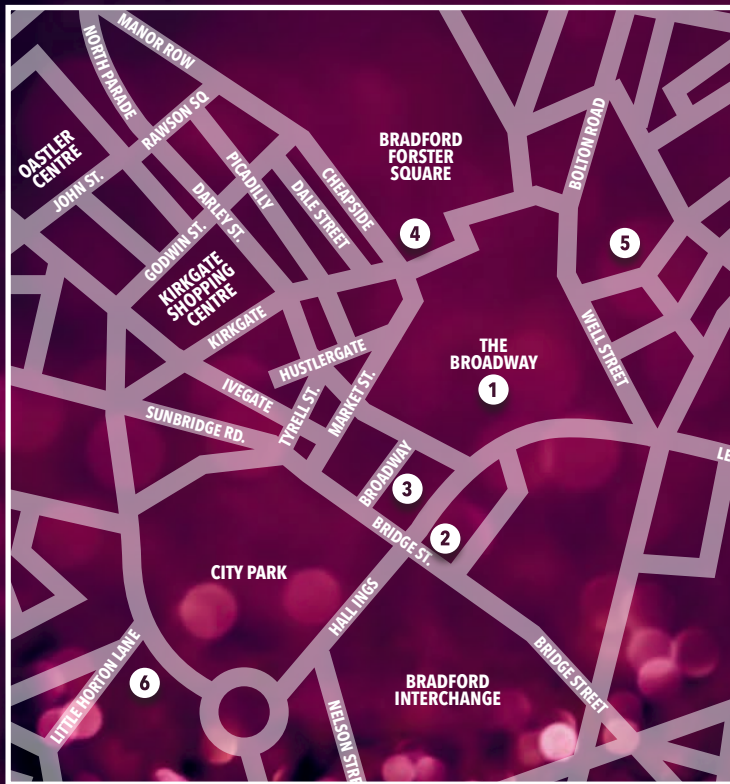 MANOR ROW
NORTH PARADE
RAWSON SQ
OASTLER
CENTRE
JOHN ST.
PICADILLY
DARLEY ST.
GODWIN ST.
DALE STREET
CHEAPSIDE
BRADFORD
FORSTER
SQUARE
4
BOLTON ROAD
5
KIRKGATE
SHOPPING
CENTRE
KIRKGATE
HUSTLERGATE
IVEGATE
SUNBRIDGE RD.
TYRELL ST.
MARKET ST.
THE
BROADWAY
1
WELL STREET
LE
BROADWAY
3
2
BRIDGE ST.
CITY PARK
HALL INGS
LITTLE HORTON LANE
6
BRADFORD
INTERCHANGE
NELSON STRE
BRIDGE STREET